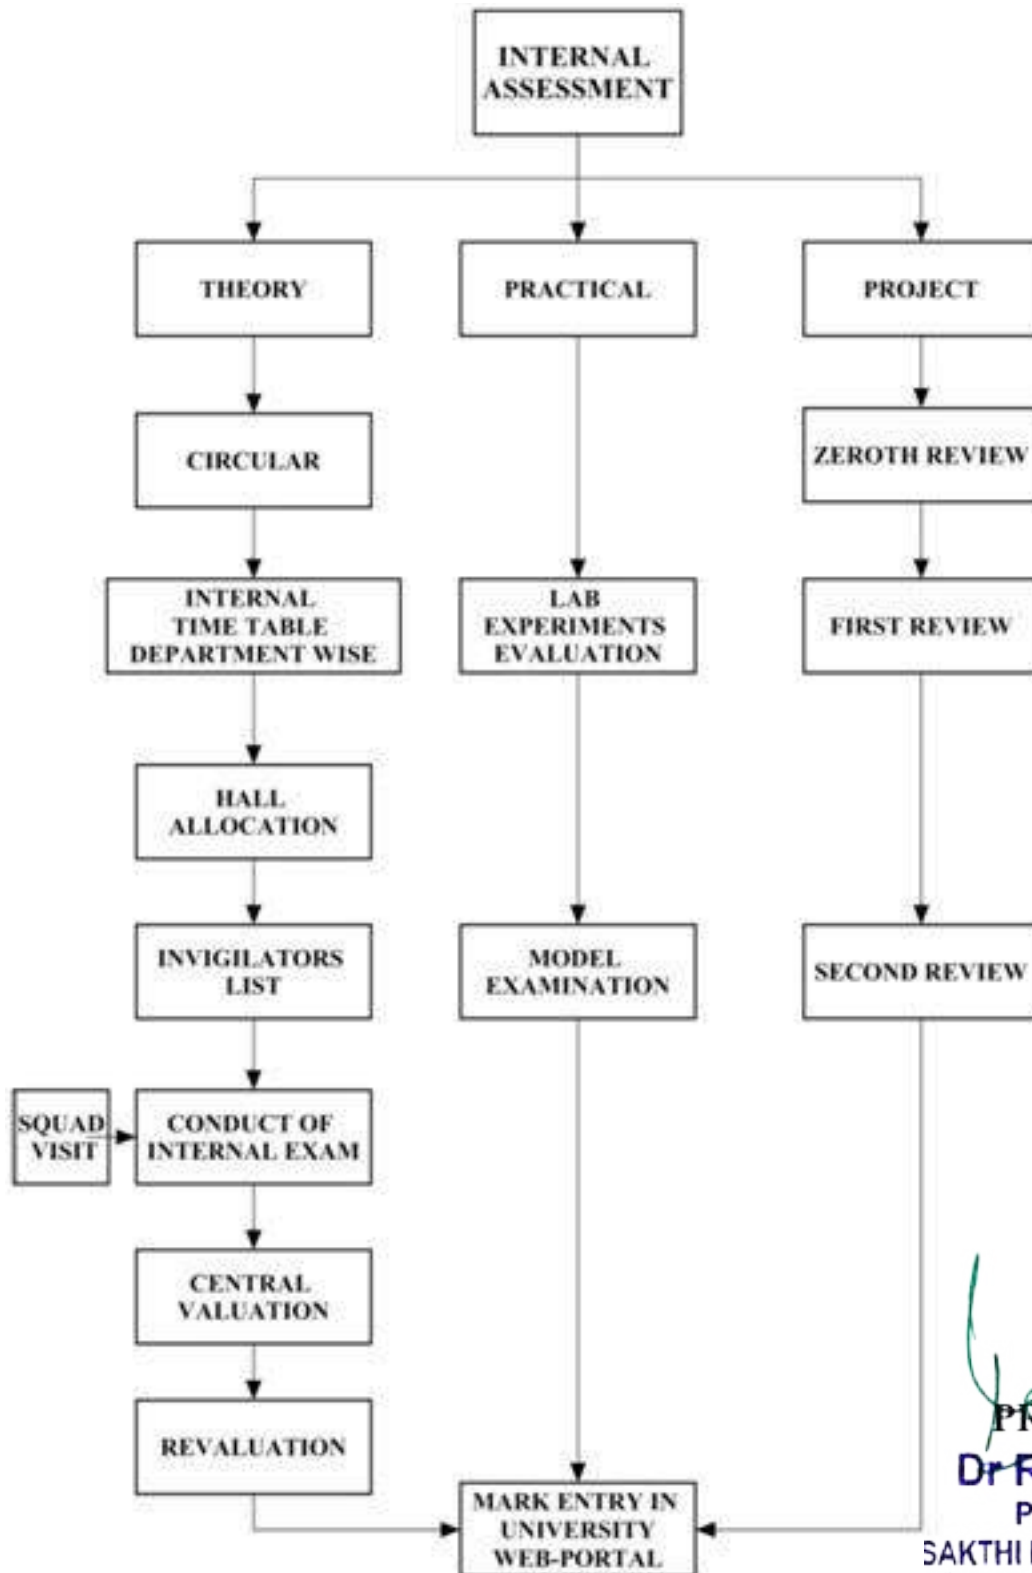 INTERNAL
ASSESSMENT
THEORY
PRACTICAL
PROJECT
CIRCULAR
ZEROTH REVIEW
INTERNAL
TIME TABLE
DEPARTMENT WISE
LAB
EXPERIMENTS
EVALUATION
FIRST REVIEW
HALL
ALLOCATION
INVIGILATORS
LIST
MODEL
EXAMINATION
SECOND REVIEW
SQUAD
VISIT
CONDUCT OF
INTERNAL EXAM
CENTRAL
VALUATION
REVALUATION
MARK ENTRY IN
UNIVERSITY
WEB-PORTAL
Dr
SAKTHI